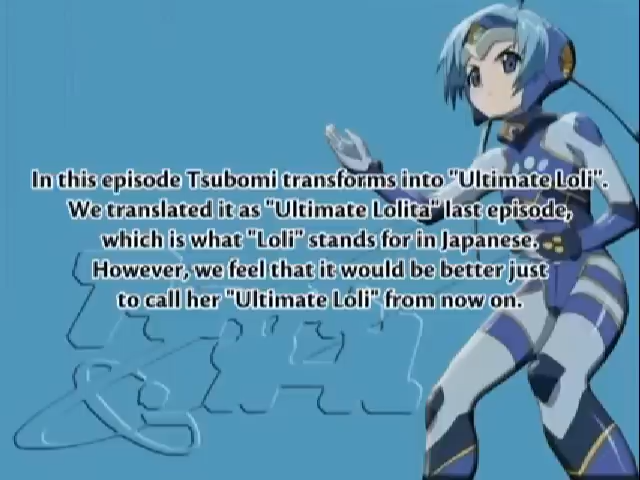 In this episode Tsubomi transforms into "Ultimate Loli".
We translated it as "Ultimate Lolita" last episode,
which is what "Loli" stands for in Japanese.
However, we feel that it would be better just
to call her "Ultimate Loli" from now on.